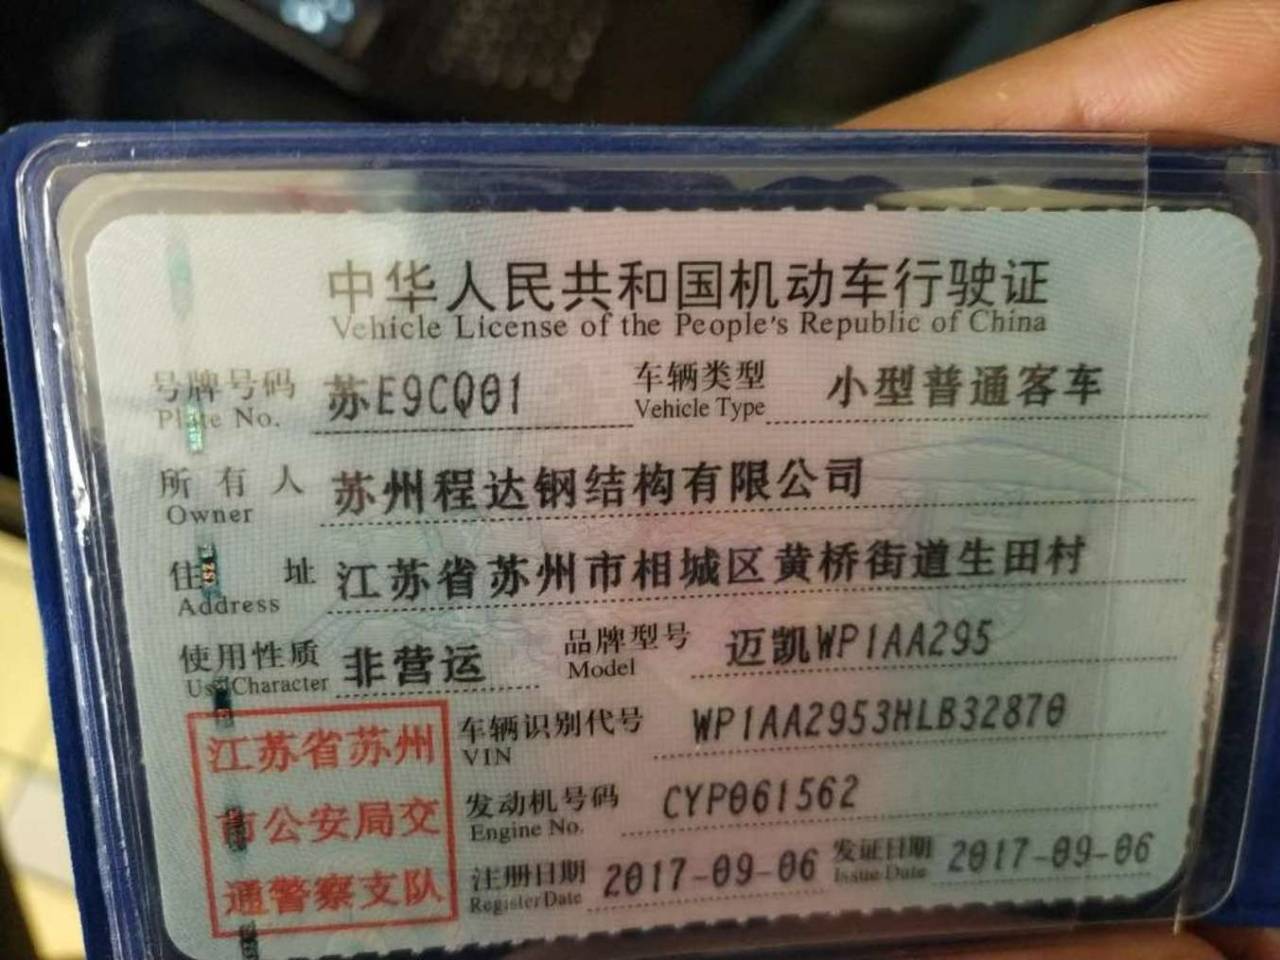 中华人民共和国机动车行驶证
Vehicle License of the People's Republic of China
号牌号码 苏E9CQ01 车辆类型 小型普通客车
Plate No. Vehicle Type
所有人 苏州程达钢结构有限公司
Owner
住址 江苏省苏州市相城区黄桥街道生田村
Address
使用性质 非营运 品牌型号 迈凯WP1AA295
Use Character Model
江苏省苏州
市公安局交
通警察支队
车辆识别代号 WP1AA2953HLB32870
VIN
发动机号码 CYP061562
Engine No.
注册日期 2017-09-06 发证日期 2017-09-06
Register Date Issue Date